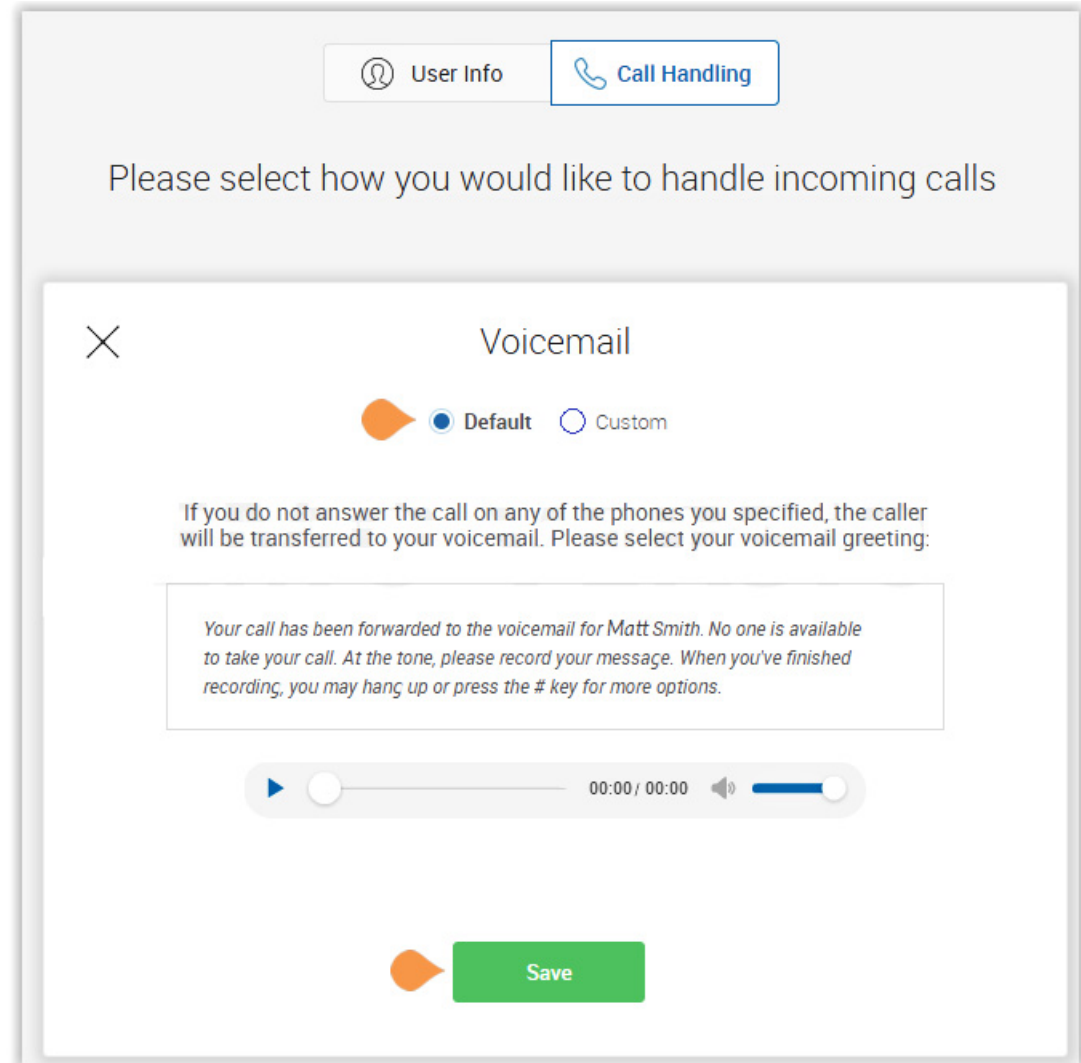 User Info
Call Handling
Please select how you would like to handle incoming calls
Voicemail
Default
Custom
If you do not answer the call on any of the phones you specified, the caller
will be transferred to your voicemail. Please select your voicemail greeting:
Your call has been forwarded to the voicemail for Matt Smith. No one is available
to take your call. At the tone, please record your message. When you've finished
recording, you may hang up or press the # key for more options.
00:00/ 00:00
Save